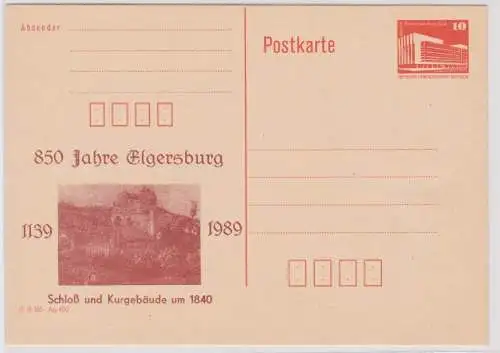 Absender
Postkarte
10
850 Jahre Elgersburg
1139
1989
Schloß und Kurgebäude um 1840